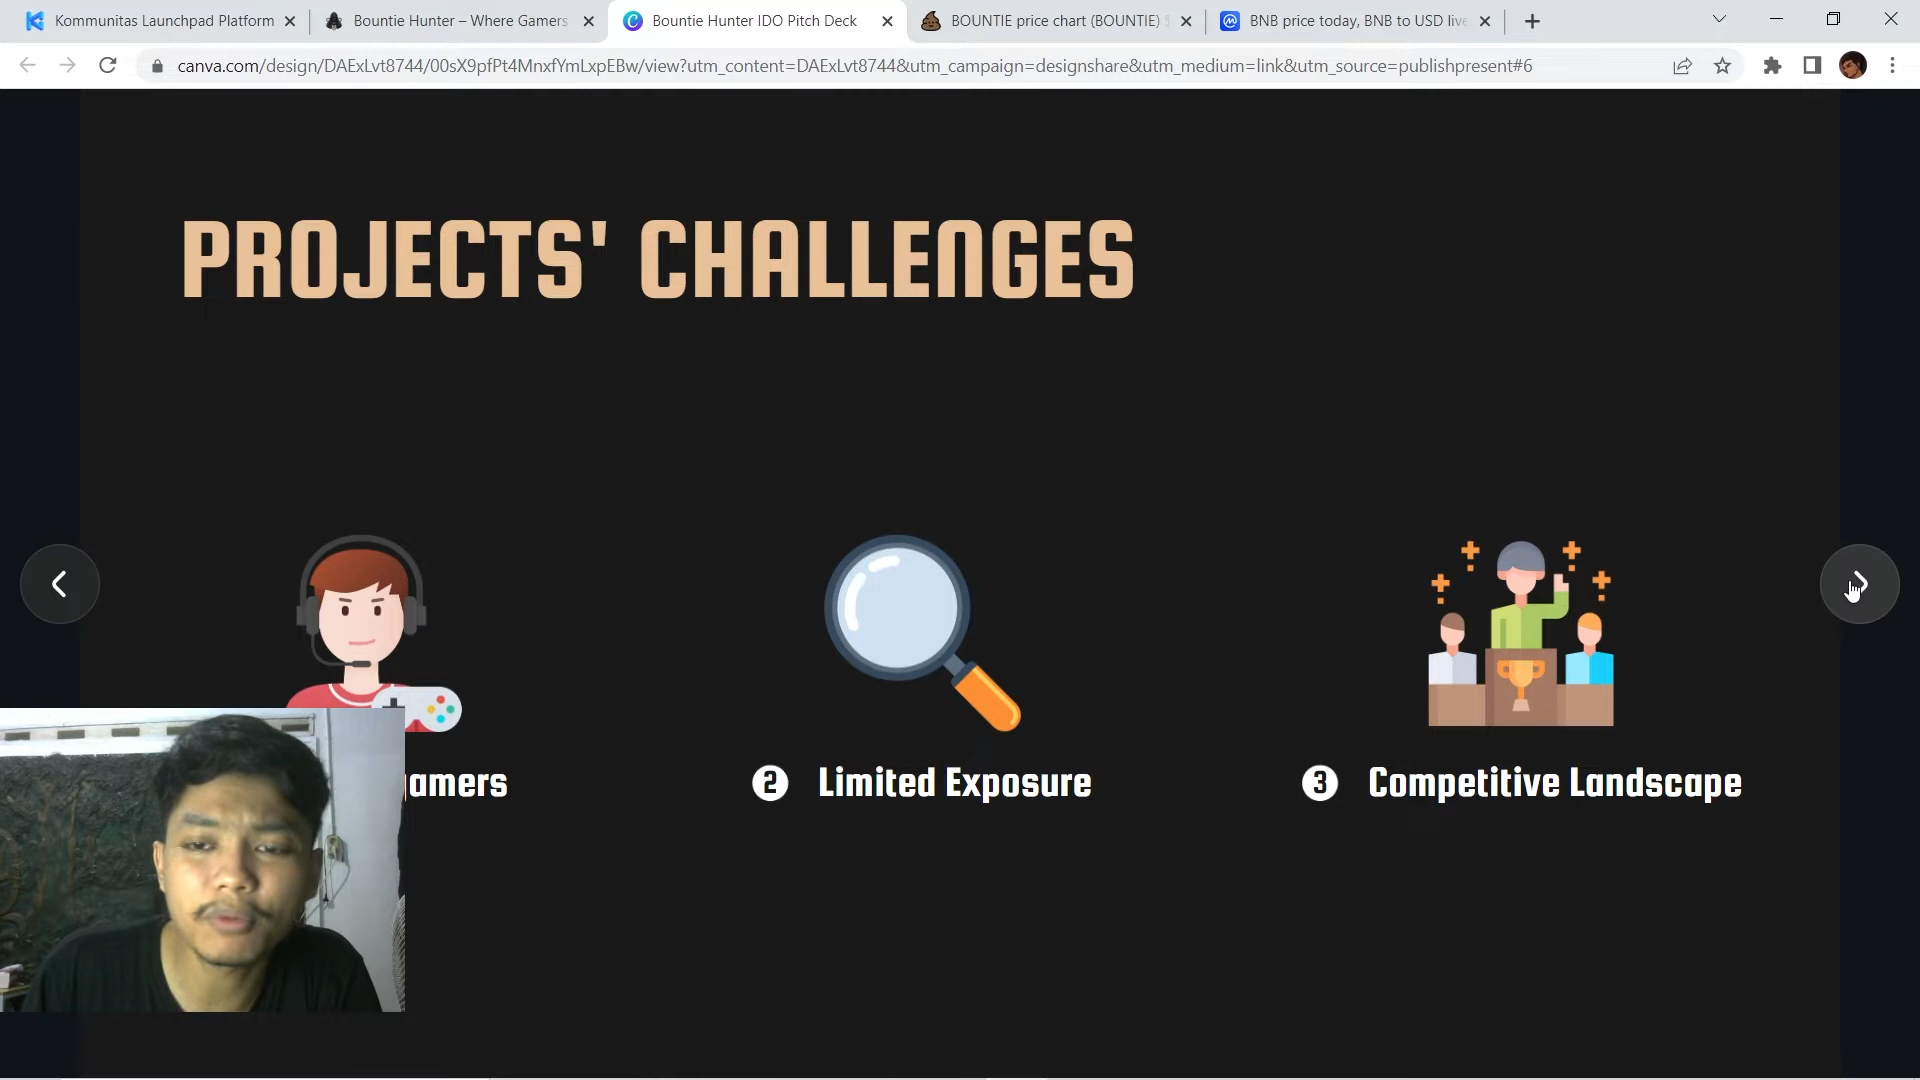 Kommunitas Launchpad Platform
Bountie Hunter – Where Gamers
Bountie Hunter IDO Pitch Deck
BOUNTIE price chart (BOUNTIE)
BNB price today, BNB to USD live
canva.com/design/DAExLvt8744/00sX9pfPt4MnxfYmLxpEBw/view?utm_content=DAExLvt8744&utm_campaign=designshare&utm_medium=link&utm_source=publishpresent#6
PROJECTS' CHALLENGES
gamers
2 Limited Exposure
3 Competitive Landscape